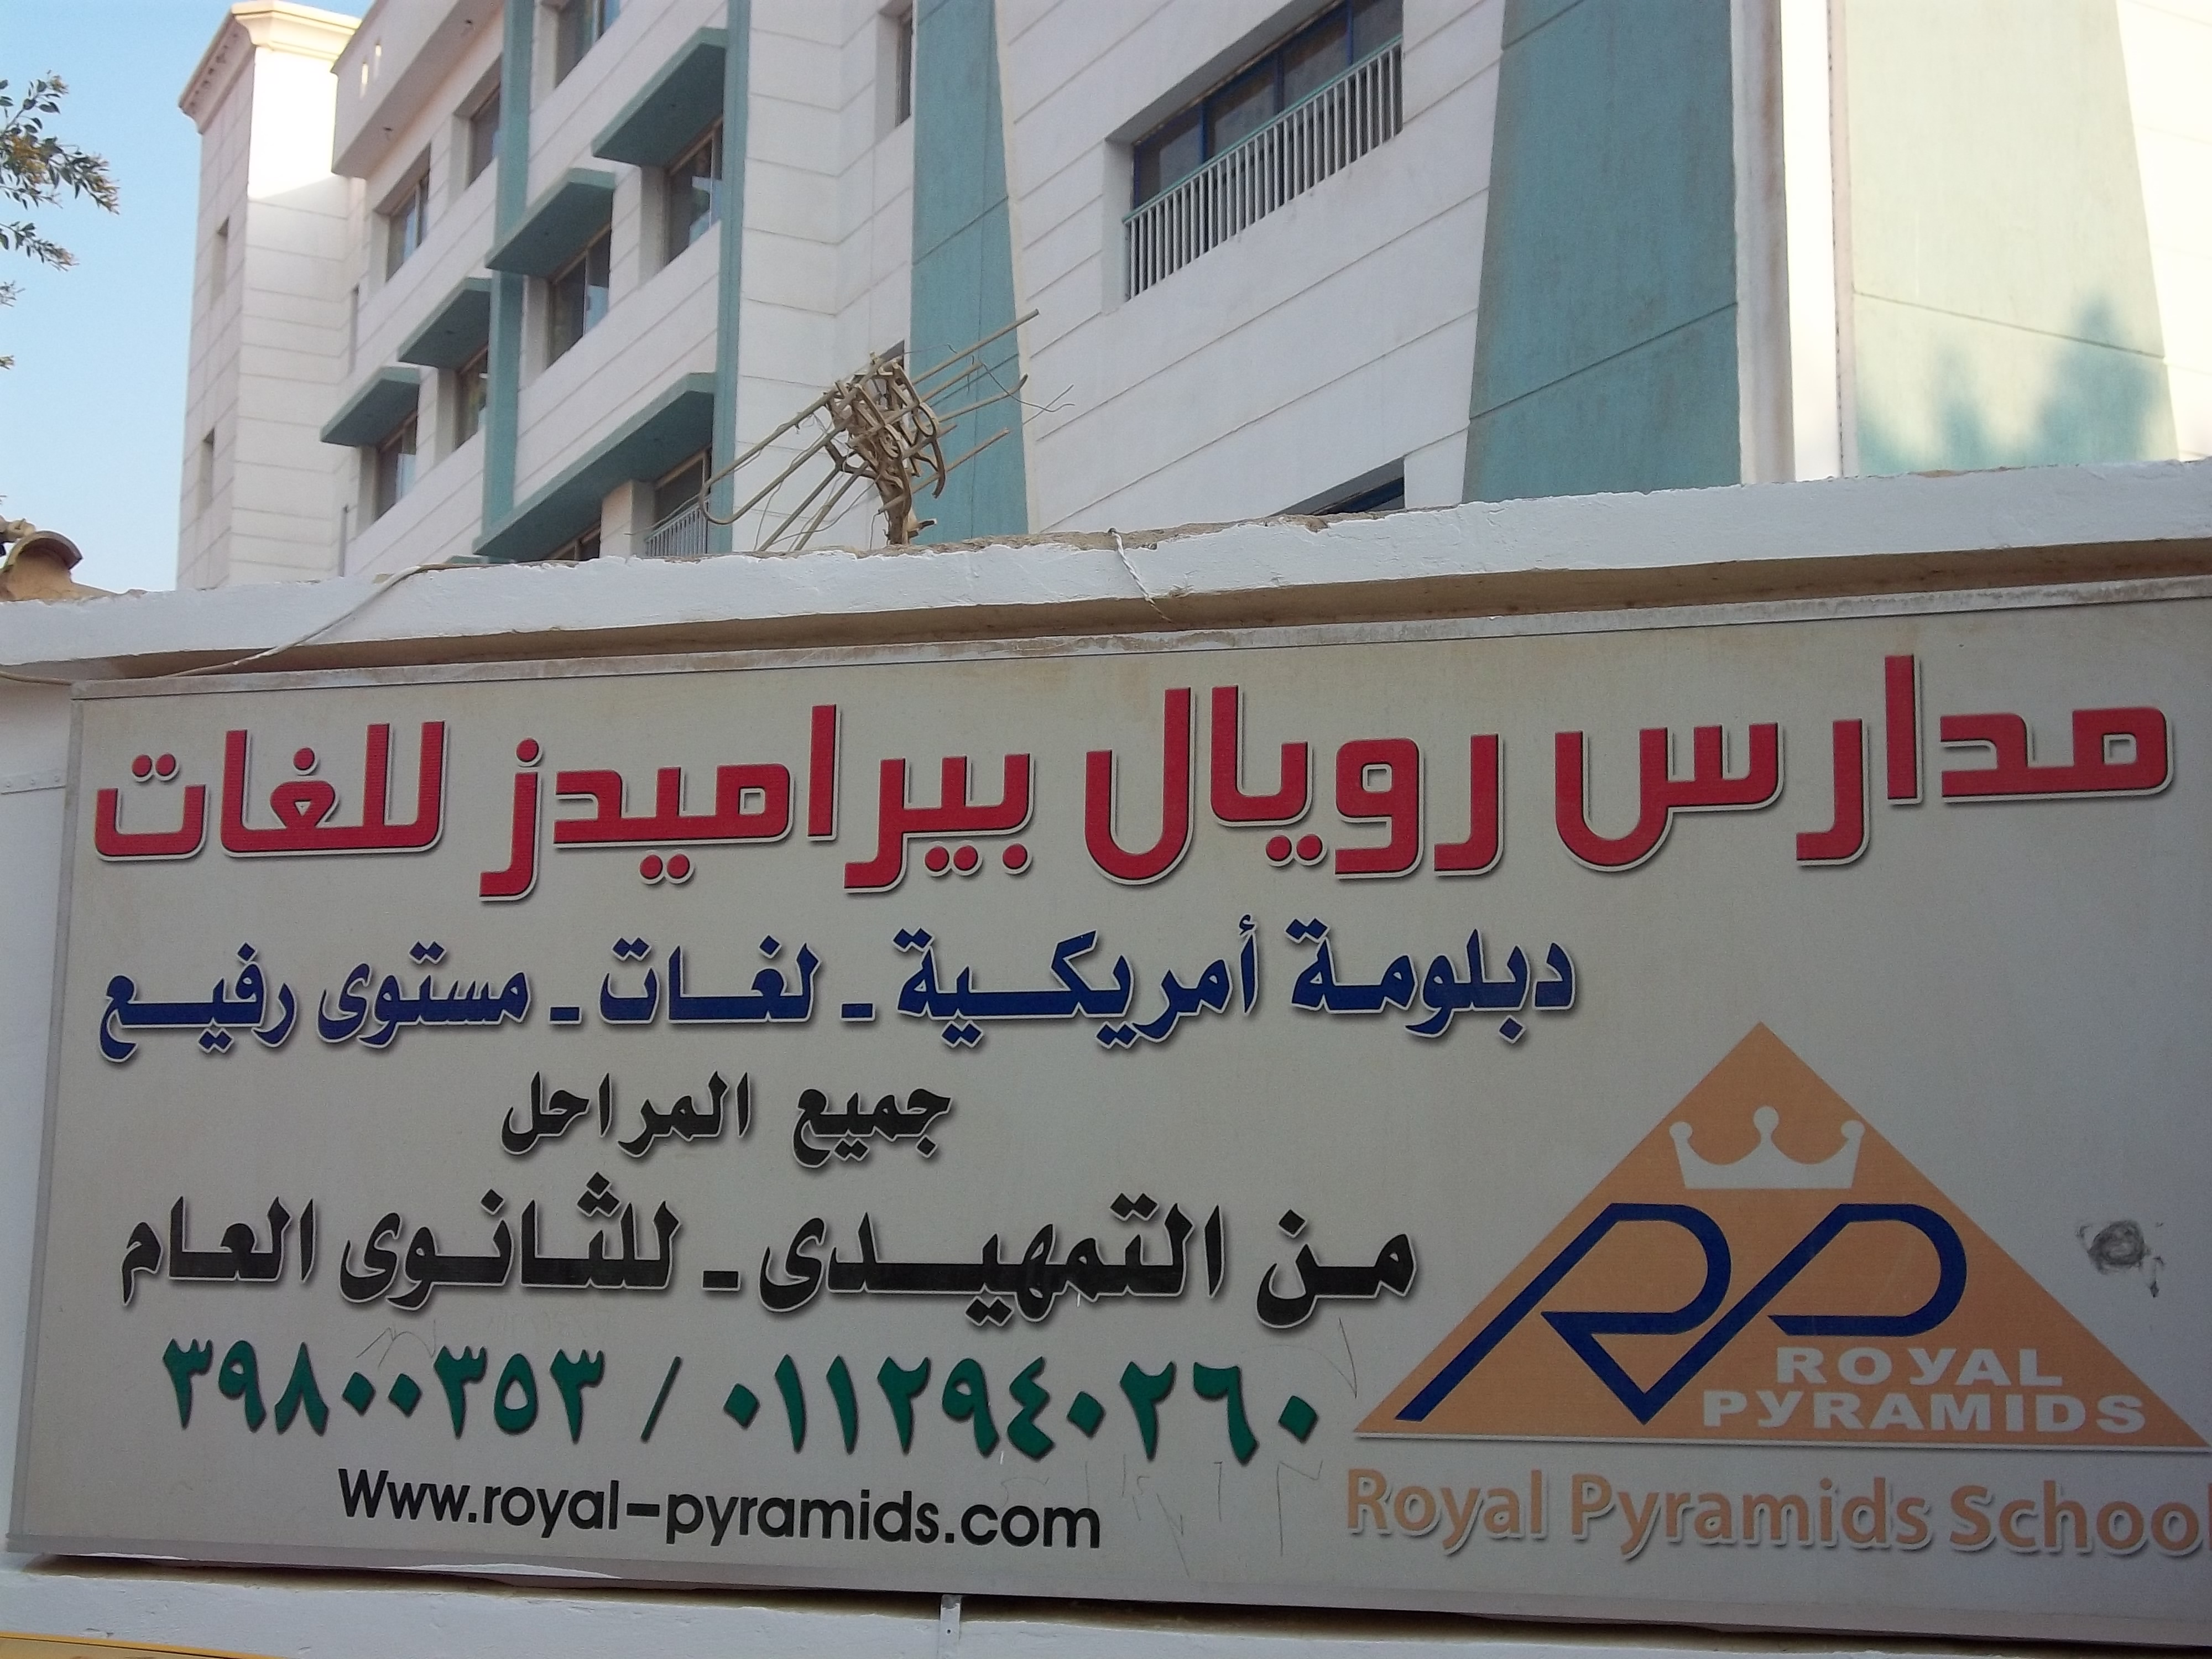 مدارس رويال بيراميدز للغات
دبلومة أمريكية - لغات - مستوى رفيع
جميع المراحل
من التمهيدى - للثانوى العام
٣٩٨٠٠٣٥٣ / ٠١١٢٩٤٠٢٦٠
Www.royal-pyramids.com
RP
ROYAL
PYRAMIDS
Royal Pyramids School